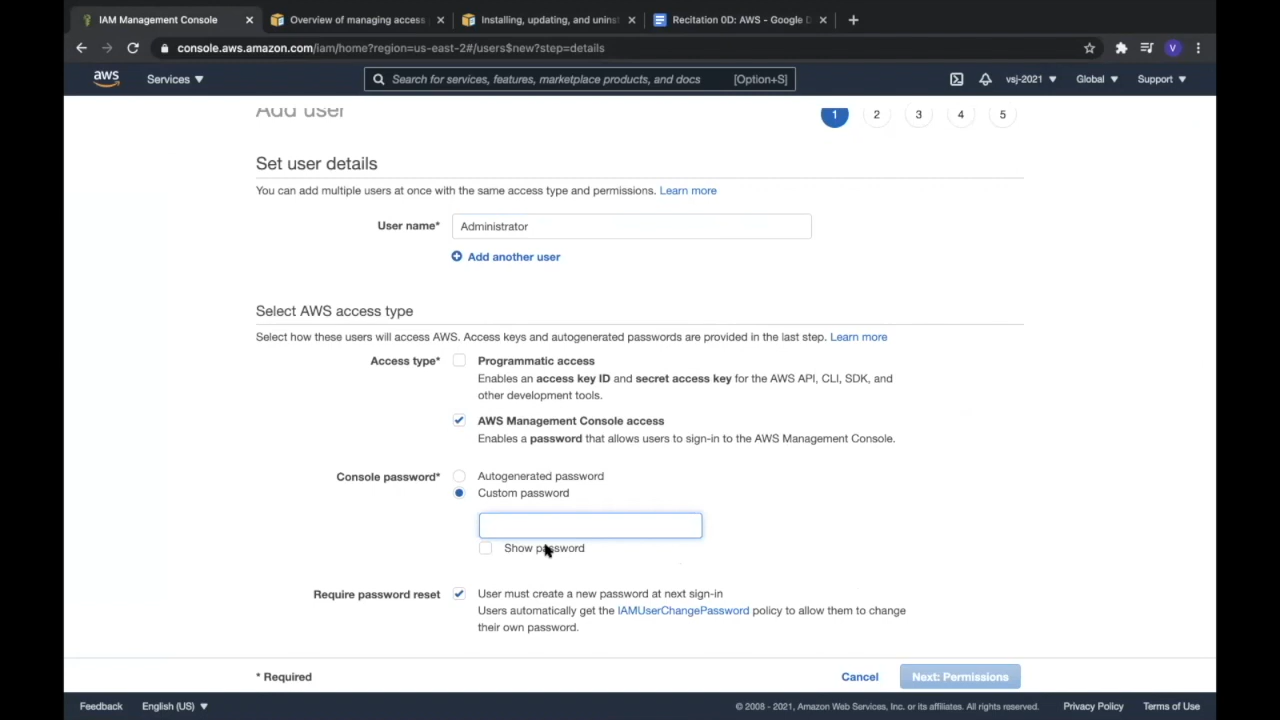 IAM Management Console
Overview of managing access
Installing, updating, and uninst
Recitation 0D: AWS - Google D
console.aws.amazon.com/iam/home?region=us-east-2#/users$new?step=details
V
aws
Services
Search for services, features, marketplace products, and docs
[Option+S]
vsj-2021
Global
Support
Add user
1
2
3
4
5
Set user details
You can add multiple users at once with the same access type and permissions. Learn more
User name*
Administrator
Add another user
Select AWS access type
Select how these users will access AWS. Access keys and autogenerated passwords are provided in the last step. Learn more
Access type*
Programmatic access
Enables an access key ID and secret access key for the AWS API, CLI, SDK, and
other development tools.
AWS Management Console access
Enables a password that allows users to sign-in to the AWS Management Console.
Console password*
Autogenerated password
Custom password
Show password
Require password reset
User must create a new password at next sign-in
Users automatically get the IAMUserChangePassword policy to allow them to change
their own password.
* Required
Cancel
Next: Permissions
Feedback
English (US)
© 2008 - 2021, Amazon Web Services, Inc. or its affiliates. All rights reserved.
Privacy Policy
Terms of Use